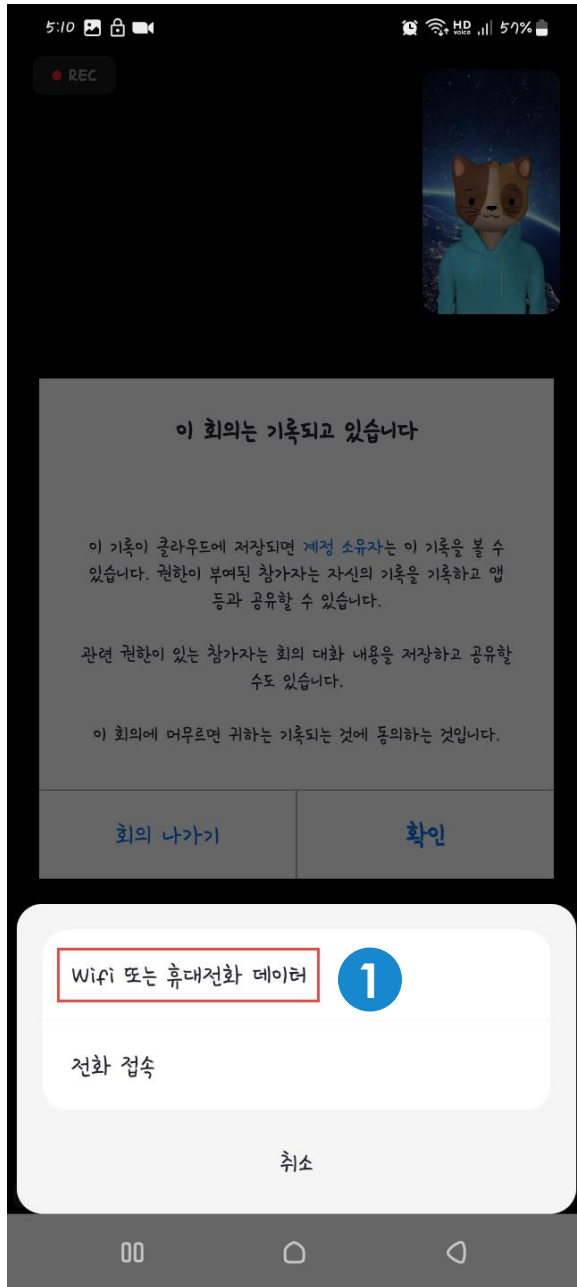 5:10 HD voice 57%
REC
이 회의는 기록되고 있습니다
이 기록이 클라우드에 저장되면 계정 소유자는 이 기록을 볼 수
있습니다. 권한이 부여된 참가자는 자신의 기록을 기록하고 앱
등과 공유할 수 있습니다.
관련 권한이 있는 참가자는 회의 대화 내용을 저장하고 공유할
수도 있습니다.
이 회의에 머무르면 귀하는 기록되는 것에 동의하는 것입니다.
회의 나가기 확인
Wifi 또는 휴대전화 데이터 1
전화 접속
취소